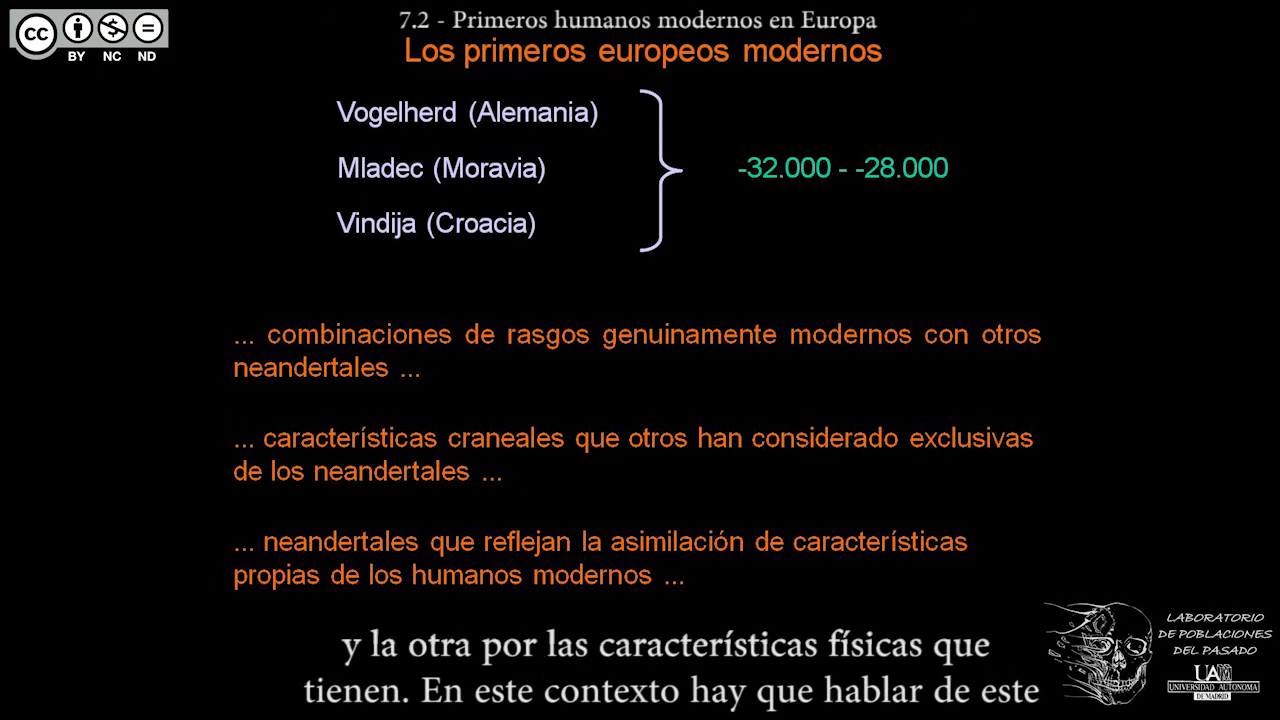 7.2 - Primeros humanos modernos en Europa
cc
BY NC ND
Los primeros europeos modernos
Vogelherd (Alemania)
Mladec (Moravia)
-32.000 - -28.000
Vindija (Croacia)
... combinaciones de rasgos genuinamente modernos con otros
neandertales ...
... características craneales que otros han considerado exclusivas
de los neandertales ...
... neandertales que reflejan la asimilación de características
propias de los humanos modernos ...
y la otra por las características físicas que
tienen. En este contexto hay que hablar de este
LABORATORIO
DE POBLACIONES
DEL PASADO
UAM
UNIVERSIDAD AUTONOMA
DE MADRID